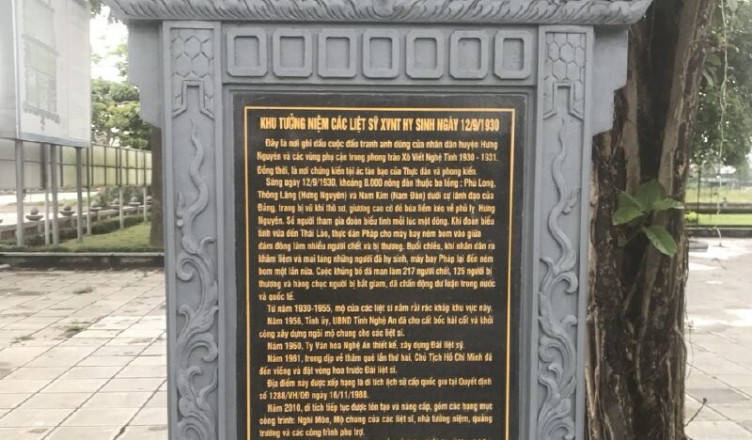 KHU TƯỞNG NIỆM CÁC LIỆT SỸ XVNT HY SINH NGÀY 12/9/1930
Đây là nơi ghi dấu cuộc đấu tranh anh dũng của nhân dân huyện Hưng
Nguyên và các vùng phụ cận trong phong trào Xô Viết Nghệ Tĩnh 1930 - 1931.
Đồng thời, là nơi chứng kiến tội ác tàn bạo của Thực dân và phong kiến.
Sáng ngày 12/9/1930, khoảng 8.000 nông dân thuộc ba tổng: Phù Long,
Thông Lãng (Hưng Nguyên) và Nam Kim (Nam Đàn) dưới sự lãnh đạo của
Đảng, trang bị vũ khí thô sơ, giương cao cờ đỏ búa liềm kéo về phủ lỵ Hưng
Nguyên. Số người tham gia đoàn biểu tình mỗi lúc một đông. Khi đoàn biểu
tình vừa đến Thái Lão, thực dân Pháp cho máy bay ném bom vào giữa
đám đông làm nhiều người chết và bị thương. Buổi chiều, khi nhân dân ra
khâm liệm và mai táng những người đã hy sinh, máy bay Pháp lại đến ném
bom một lần nữa. Cuộc khủng bố dã man làm 217 người chết, 125 người bị
thương và hàng chục người bị bắt giam, đã chấn động dư luận trong nước
và quốc tế.
Từ năm 1930-1955, mộ của các liệt sĩ nằm rải rác khắp khu vực này.
Năm 1956, Tỉnh ủy, UBND Tỉnh Nghệ An đã cho cất bốc hài cốt và khởi
công xây dựng ngôi mộ chung cho các liệt sĩ.
Năm 1960, Ty Văn hóa Nghệ An thiết kế, xây dựng Đài liệt sỹ.
Năm 1961, trong dịp về thăm quê lần thứ hai, Chủ Tịch Hồ Chí Minh đã
đến viếng và đặt vòng hoa trước Đài liệt sĩ.
Địa điểm này được xếp hạng là di tích lịch sử cấp quốc gia tại Quyết định
số 1288/VH/QĐ ngày 16/11/1988.
Năm 2010, di tích tiếp tục được tôn tạo và nâng cấp, gồm các hạng mục
công trình: Nghi Môn, Mộ chung của các liệt sĩ, nhà tưởng niệm, quảng
trường và các công trình phụ trợ.